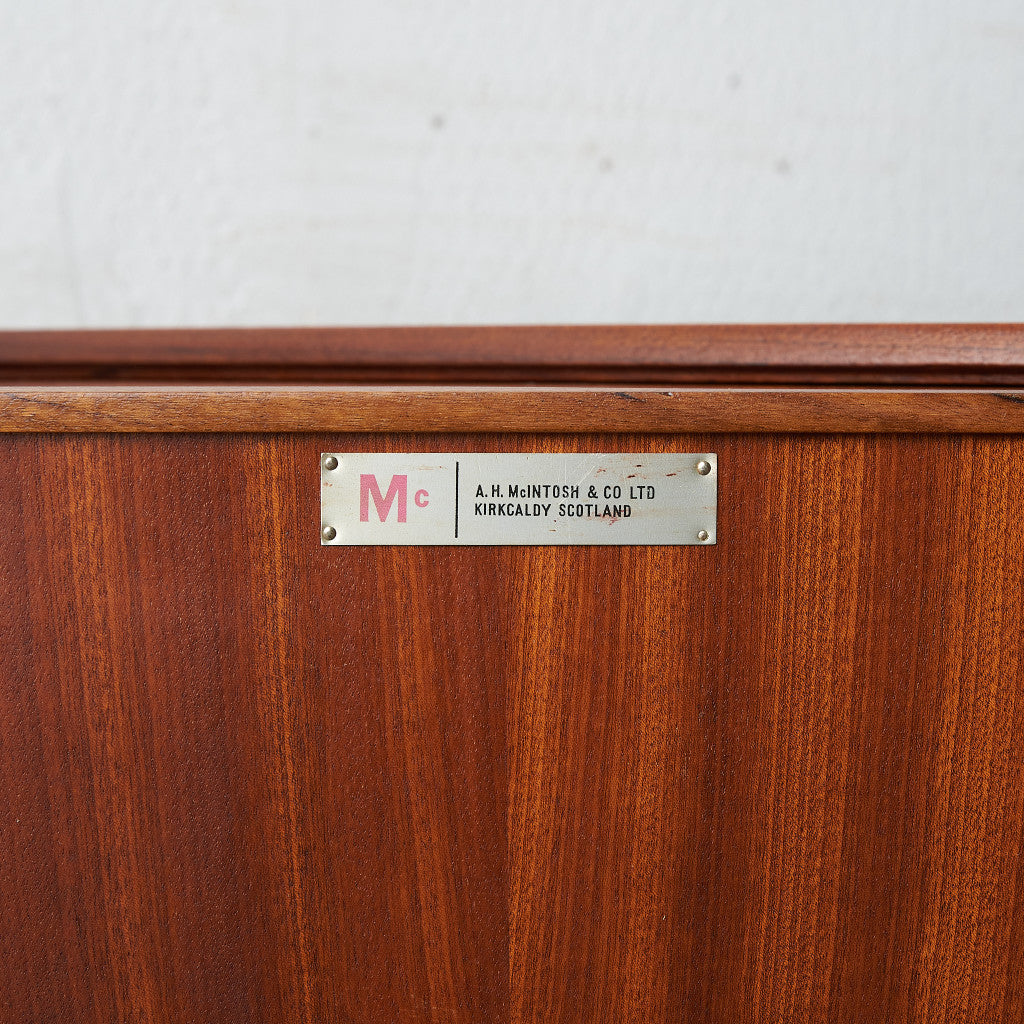 Mc
A.H. McINTOSH & CO LTD
KIRKCALDY SCOTLAND